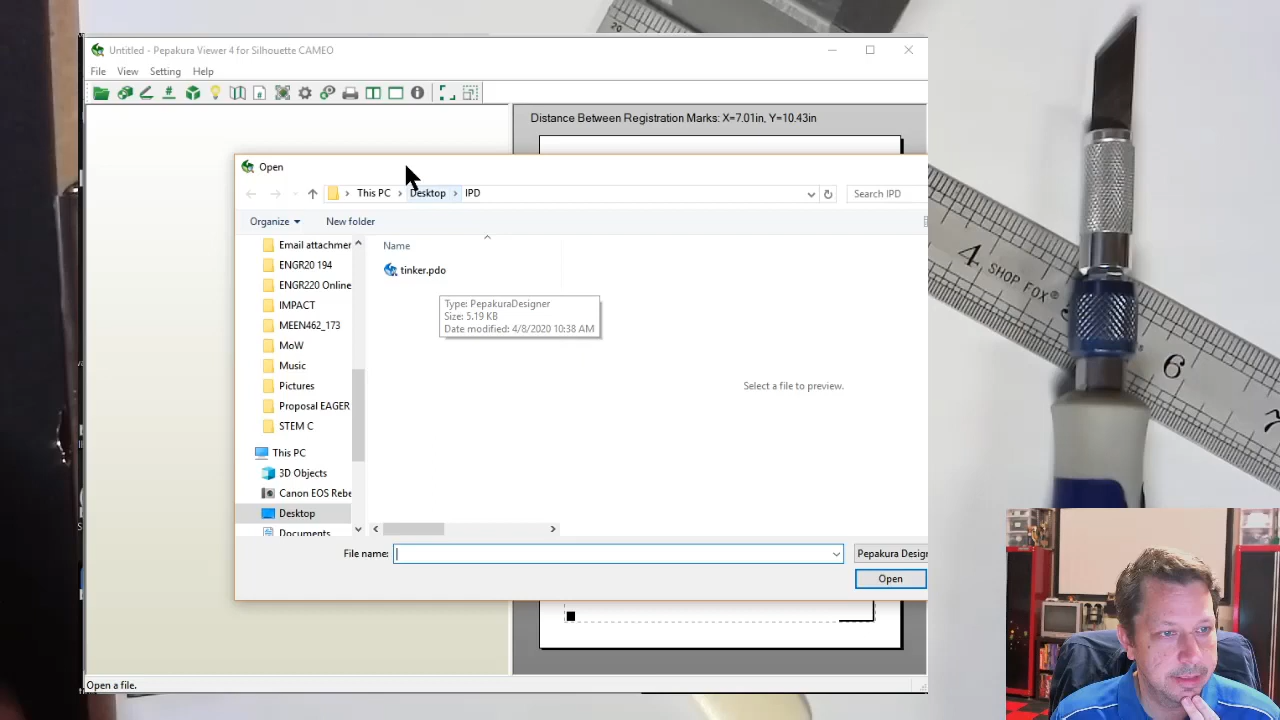 Untitled - Pepakura Viewer 4 for Silhouette CAMEO
File View Setting Help
Distance Between Registration Marks: X=7.01in, Y=10.43in
Open
This PC > Desktop > IPD
Search IPD
Organize
New folder
Name
Email attachmer
ENGR20 194
ENGR220 Online
IMPACT
MEEN462_173
MoW
Music
Pictures
Proposal EAGER
STEM C
This PC
3D Objects
Canon EOS Rebe
Desktop
Documents
tinker.pdo
Type: PepakuraDesigner
Size: 5.19 KB
Date modified: 4/8/2020 10:38 AM
Select a file to preview.
File name:
Pepakura Desigr
Open
Open a file.
20
4
SHOP FOX®
6
7